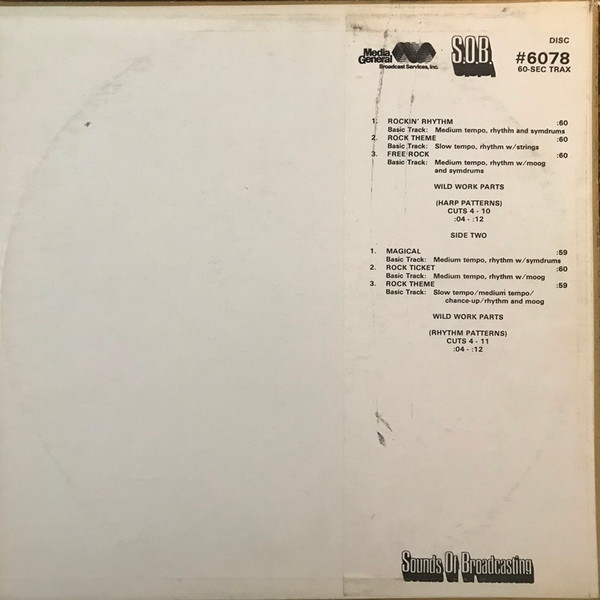 Media
General
Broadcast Services, Inc.
S.O.B.
DISC
#6078
60-SEC TRAX
1. ROCKIN' RHYTHM :60
Basic Track: Medium tempo, rhythm and symdrums
2. ROCK THEME :60
Basic Track: Slow tempo, rhythm w/strings
3. FREE ROCK :60
Basic Track: Medium tempo, rhythm w/moog
and symdrums
WILD WORK PARTS
(HARP PATTERNS)
CUTS 4 - 10
:04 - :12
SIDE TWO
1. MAGICAL :59
Basic Track: Medium tempo, rhythm w/symdrums
2. ROCK TICKET :60
Basic Track: Medium tempo, rhythm w/moog
3. ROCK THEME :59
Basic Track: Slow tempo/medium tempo/
chance-up/rhythm and moog
WILD WORK PARTS
(RHYTHM PATTERNS)
CUTS 4 - 11
:04 - :12
Sounds Of Broadcasting